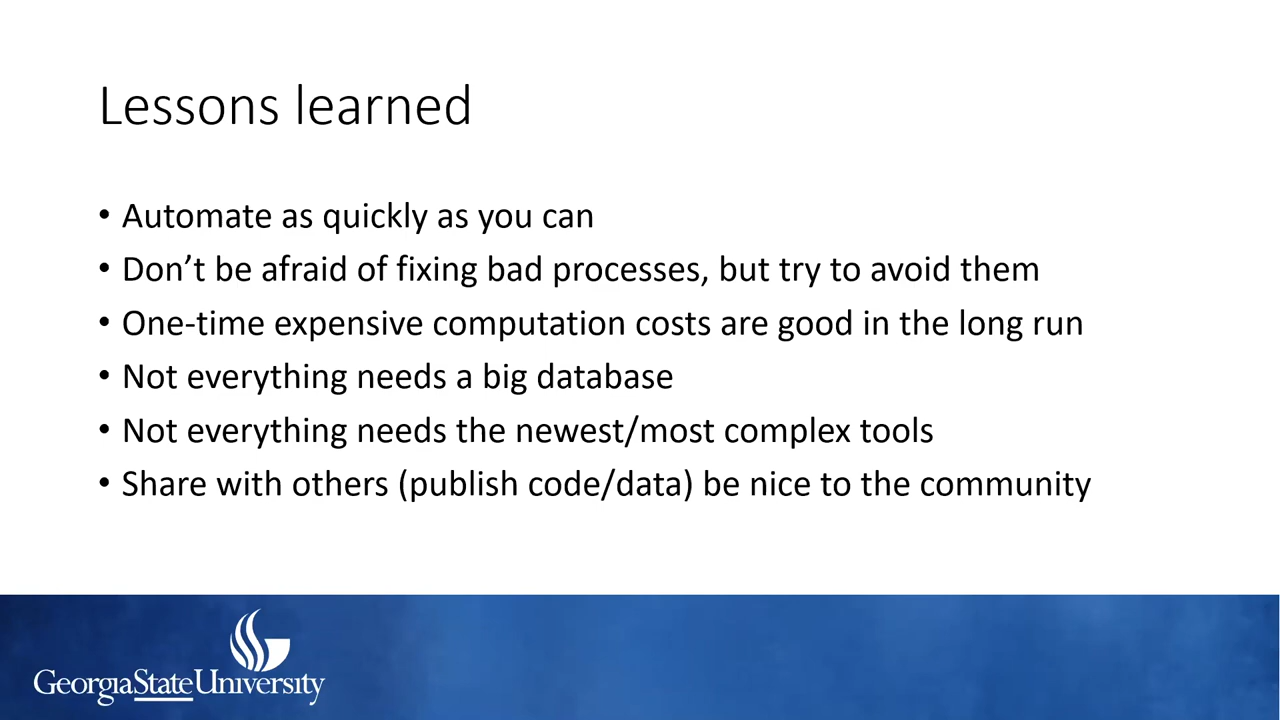 Lessons learned
• Automate as quickly as you can
• Don’t be afraid of fixing bad processes, but try to avoid them
• One-time expensive computation costs are good in the long run
• Not everything needs a big database
• Not everything needs the newest/most complex tools
• Share with others (publish code/data) be nice to the community
GeorgiaStateUniversity